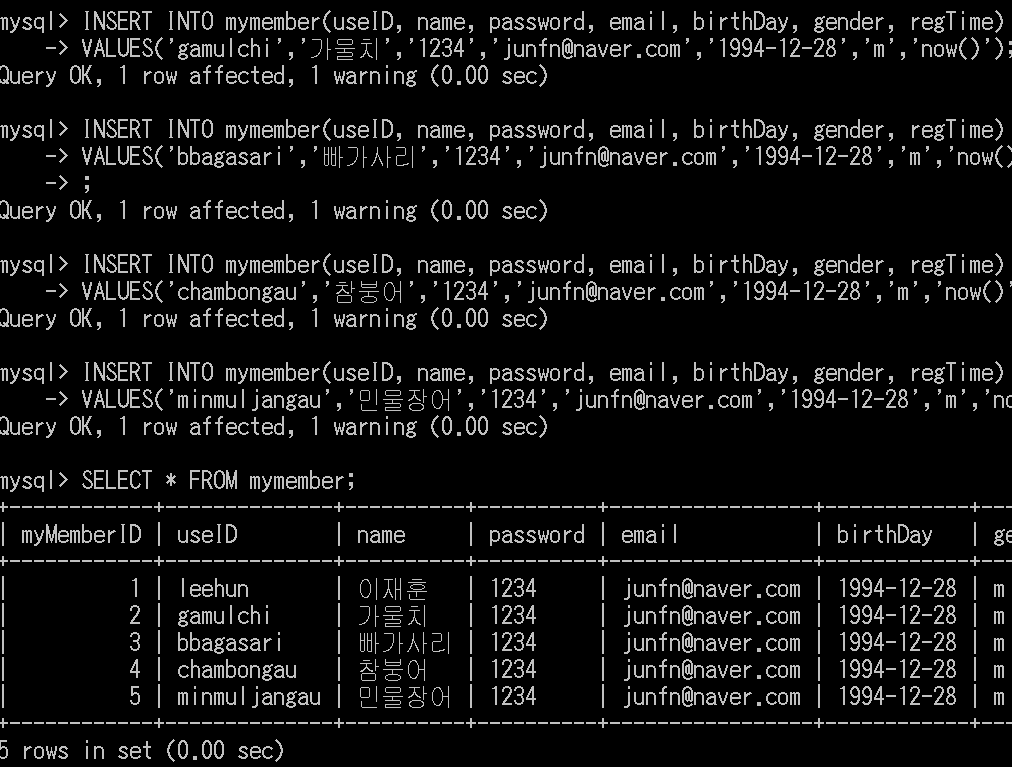 mysql> INSERT INTO mymember(useID, name, password, email, birthDay, gender, regTime)
-> VALUES('gamulchi','가물치','1234','junfn@naver.com','1994-12-28','m','now()');
Query OK, 1 row affected, 1 warning (0.00 sec)
mysql> INSERT INTO mymember(useID, name, password, email, birthDay, gender, regTime)
-> VALUES('bbagasari','빠가사리','1234','junfn@naver.com','1994-12-28','m','now()
-> ;
Query OK, 1 row affected, 1 warning (0.00 sec)
mysql> INSERT INTO mymember(useID, name, password, email, birthDay, gender, regTime)
-> VALUES('chambongau','참붕어','1234','junfn@naver.com','1994-12-28','m','now()'
Query OK, 1 row affected, 1 warning (0.00 sec)
mysql> INSERT INTO mymember(useID, name, password, email, birthDay, gender, regTime)
-> VALUES('minmuljangau','민물장어','1234','junfn@naver.com','1994-12-28','m','no
Query OK, 1 row affected, 1 warning (0.00 sec)
mysql> SELECT * FROM mymember;
+------------+--------------+----------+----------+-----------------+------------+---
| myMemberID | useID | name | password | email | birthDay | ge
+------------+--------------+----------+----------+-----------------+------------+---
| 1 | leehun | 이재훈 | 1234 | junfn@naver.com | 1994-12-28 | m
| 2 | gamulchi | 가물치 | 1234 | junfn@naver.com | 1994-12-28 | m
| 3 | bbagasari | 빠가사리 | 1234 | junfn@naver.com | 1994-12-28 | m
| 4 | chambongau | 참붕어 | 1234 | junfn@naver.com | 1994-12-28 | m
| 5 | minmuljangau | 민물장어 | 1234 | junfn@naver.com | 1994-12-28 | m
+------------+--------------+----------+----------+-----------------+------------+---
5 rows in set (0.00 sec)